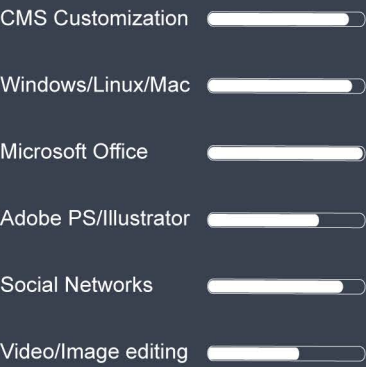 CMS Customization
Windows/Linux/Mac
Microsoft Office
Adobe PS/Illustrator
Social Networks
Video/Image editing